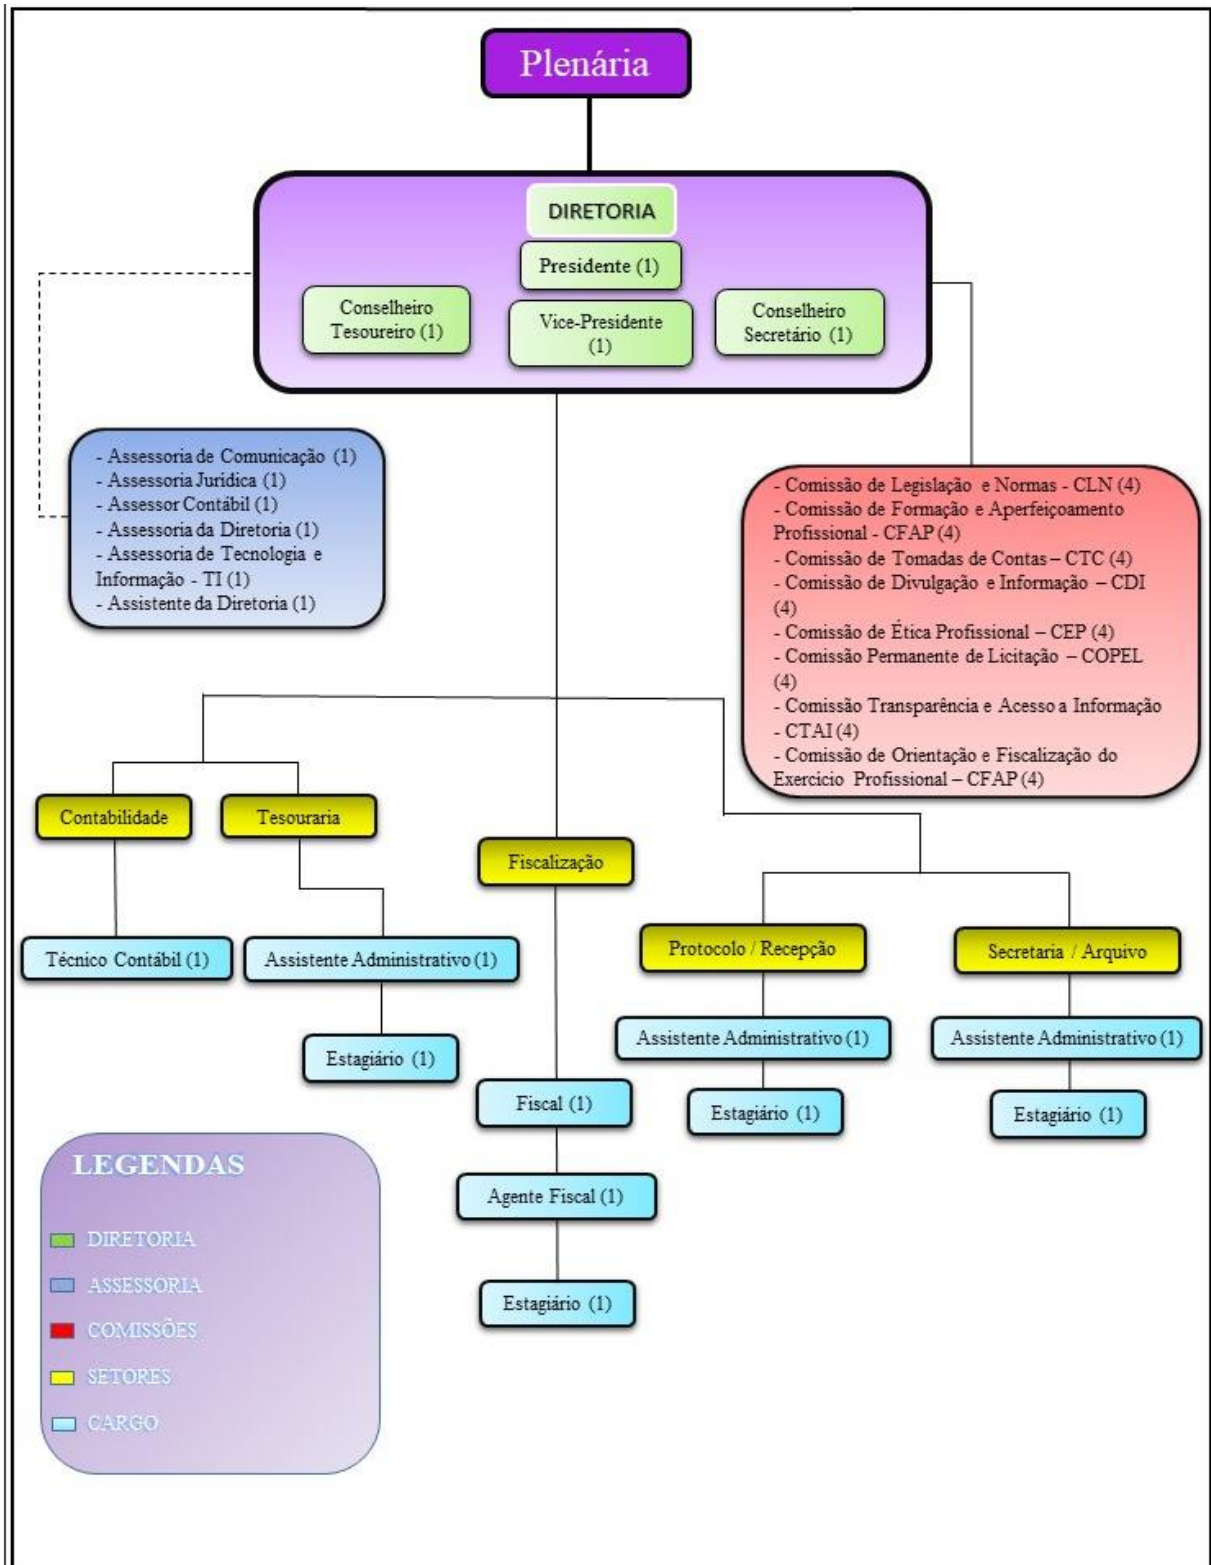 Plenária
DIRETORIA
Presidente (1)
Conselheiro
Tesoureiro (1)
Vice-Presidente
(1)
Conselheiro
Secretário (1)
- Assessoria de Comunicação (1)
- Assessoria Jurídica (1)
- Assessor Contábil (1)
- Assessoria da Diretoria (1)
- Assessoria de Tecnologia e
Informação - TI (1)
- Assistente da Diretoria (1)
- Comissão de Legislação e Normas - CLN (4)
- Comissão de Formação e Aperfeiçoamento
Profissional - CFAP (4)
- Comissão de Tomadas de Contas – CTC (4)
- Comissão de Divulgação e Informação – CDI
(4)
- Comissão de Ética Profissional – CEP (4)
- Comissão Permanente de Licitação – COPEL
(4)
- Comissão Transparência e Acesso a Informação
- CTAI (4)
- Comissão de Orientação e Fiscalização do
Exercício Profissional – CFAP (4)
Contabilidade
Tesouraria
Fiscalização
Protocolo / Recepção
Secretaria / Arquivo
Técnico Contábil (1)
Assistente Administrativo (1)
Estagiário (1)
Assistente Administrativo (1)
Assistente Administrativo (1)
Estagiário (1)
Estagiário (1)
Fiscal (1)
Agente Fiscal (1)
Estagiário (1)
LEGENDAS
DIRETORIA
ASSESSORIA
COMISSÕES
SETORES
CARGO